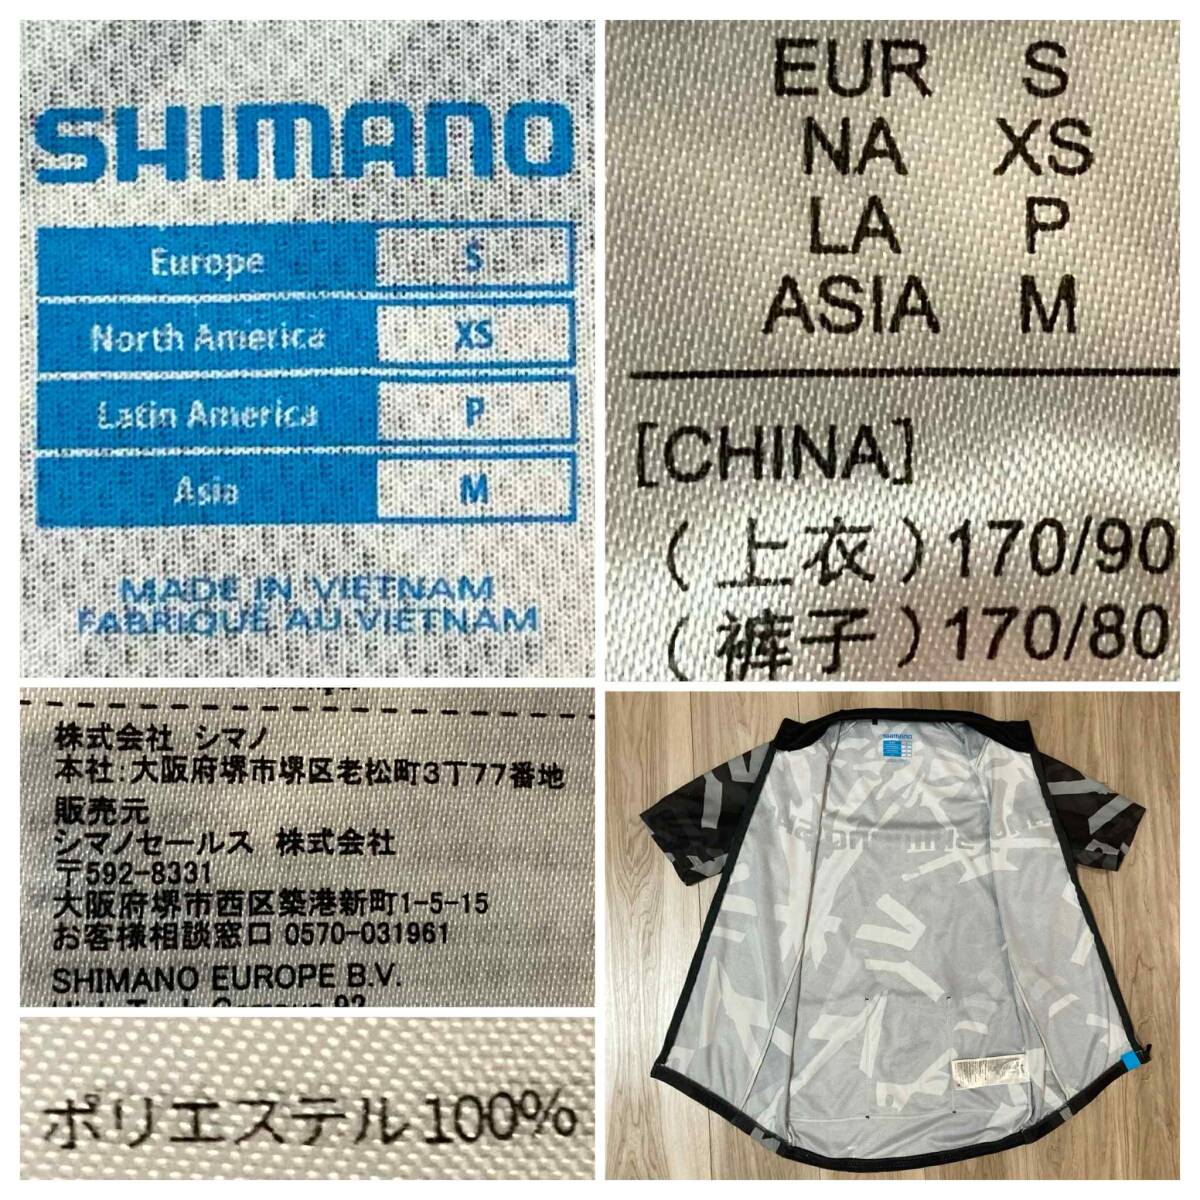 SHIMANO
Europe S
North America XS
Latin America P
Asia M
MADE IN VIETNAM
FABRIQUÉ AU VIETNAM
EUR S
NA XS
LA P
ASIA M
[CHINA]
(上衣)170/90
(裤子)170/80
株式会社 シマノ
本社:大阪府堺市堺区老松町3丁77番地
販売元
シマノセールス 株式会社
〒592-8331
大阪府堺市西区築港新町1-5-15
お客様相談窓口 0570-031961
SHIMANO EUROPE B.V.
ポリエステル100%
SHIMANO